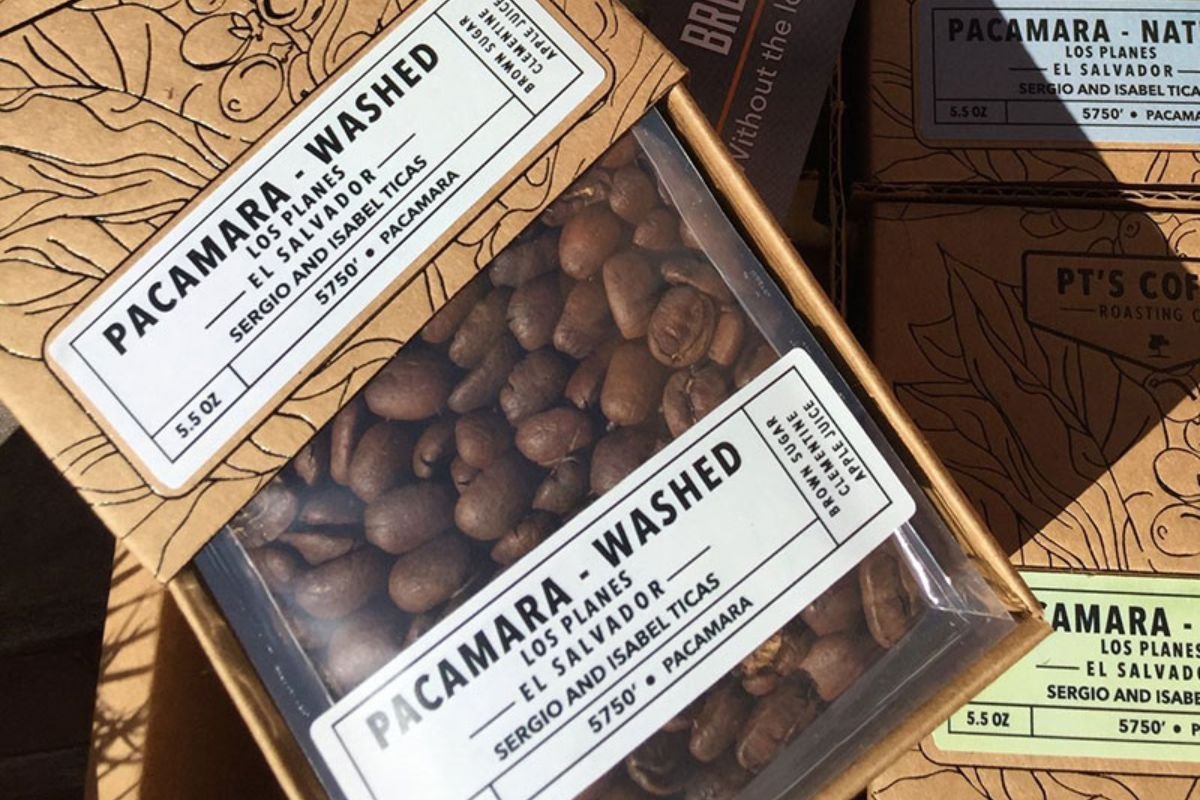 PACAMARA - WASHED
LOS PLANES
EL SALVADOR
SERGIO AND ISABEL TICAS
5.5 OZ
5750' • PACAMARA
BROWN SUGAR
CLEMENTINE
APPLE JUICE
PACAMARA - WASHED
LOS PLANES
EL SALVADOR
SERGIO AND ISABEL TICAS
5750' • PACAMARA
BROWN SUGAR
CLEMENTINE
APPLE JUICE
Without the
PACAMARA - NAT
LOS PLANES
EL SALVADOR
SERGIO AND ISABEL TICA
5.5 OZ
5750' • PACAMA
PT'S COF
ROASTING C
AMARA -
LOS PLANES
EL SALVADO
SERGIO AND ISABE
5.5 OZ
5750' • P